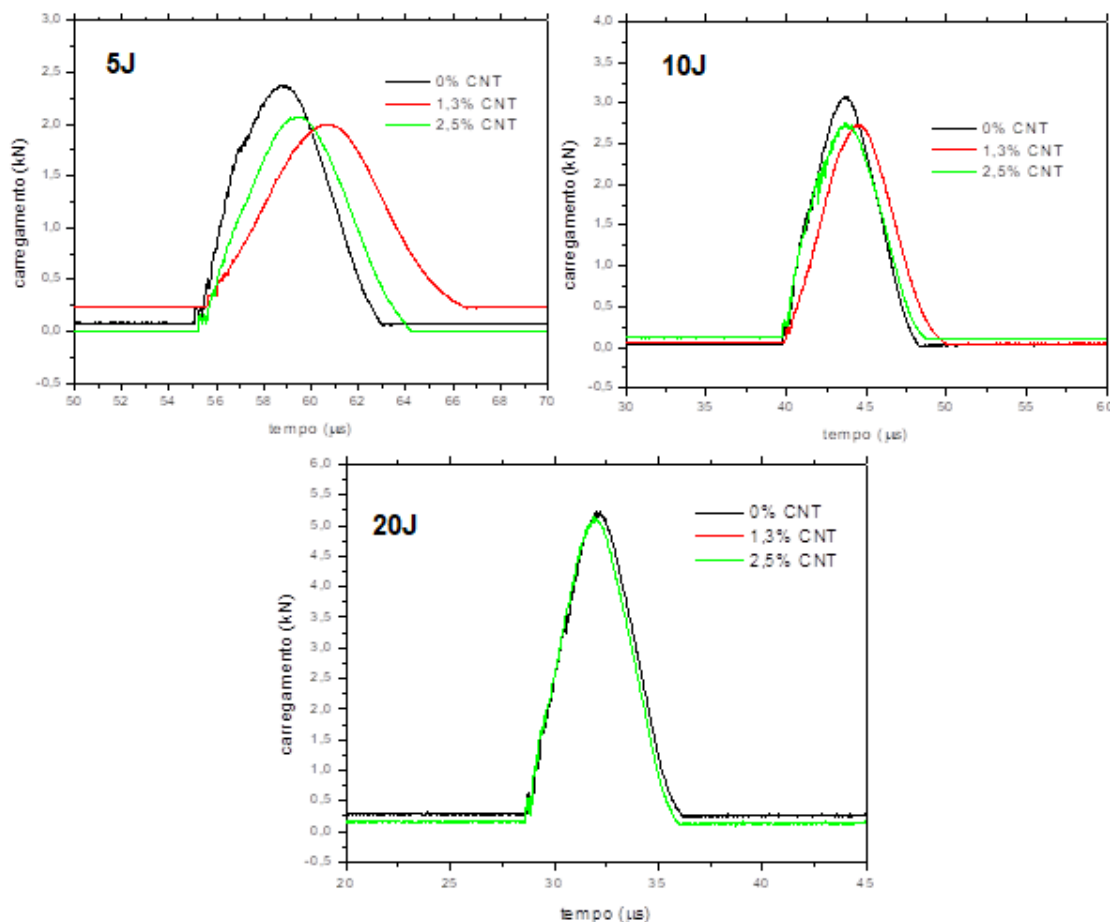 5J
0% CNT
1,3% CNT
2,5% CNT
carregamento (kN)
3,0
2,5
2,0
1,5
1,0
0,5
0,0
-0,5
50 52 54 56 58 60 62 64 66 68 70
tempo (µs)
10J
0% CNT
1,3% CNT
2,5% CNT
carregamento (kN)
4,0
3,5
3,0
2,5
2,0
1,5
1,0
0,5
0,0
-0,5
30 35 40 45 50 55 60
tempo (µs)
20J
0% CNT
1,3% CNT
2,5% CNT
carregamento (kN)
6,0
5,5
5,0
4,5
4,0
3,5
3,0
2,5
2,0
1,5
1,0
0,5
0,0
-0,5
20 25 30 35 40 45
tempo (µs)